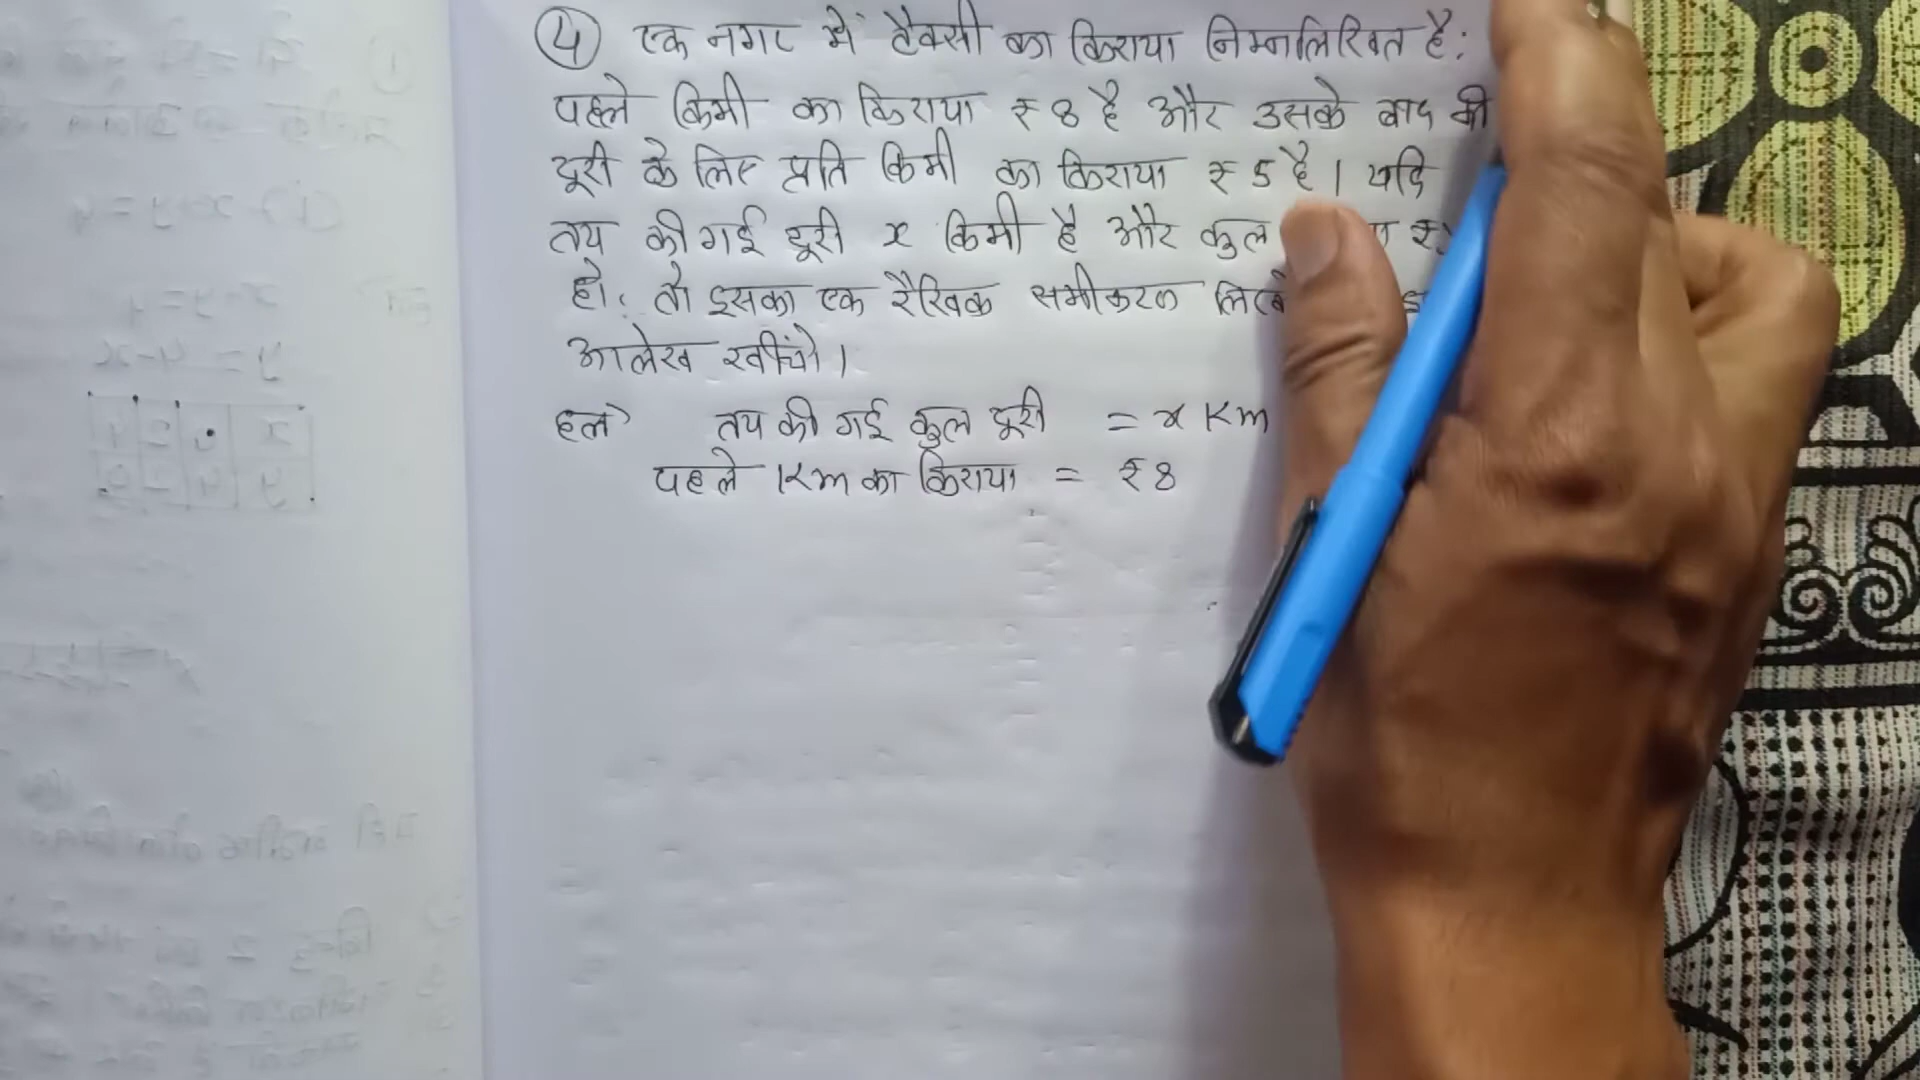 ④ एक नगर में टैक्सी का किराया निम्नलिखित है:
पहले किमी का किराया ₹ 8 है और उसके बाद की
दूरी के लिए प्रति किमी का किराया ₹ 5 है। यदि
तय की गई दूरी x किमी है और कुल ₹
हो, तो इसका एक रैखिक समीकरण
आलेख खींचो।
हल→ तय की गई कुल दूरी = x Km
पहले Km का किराया = ₹ 8